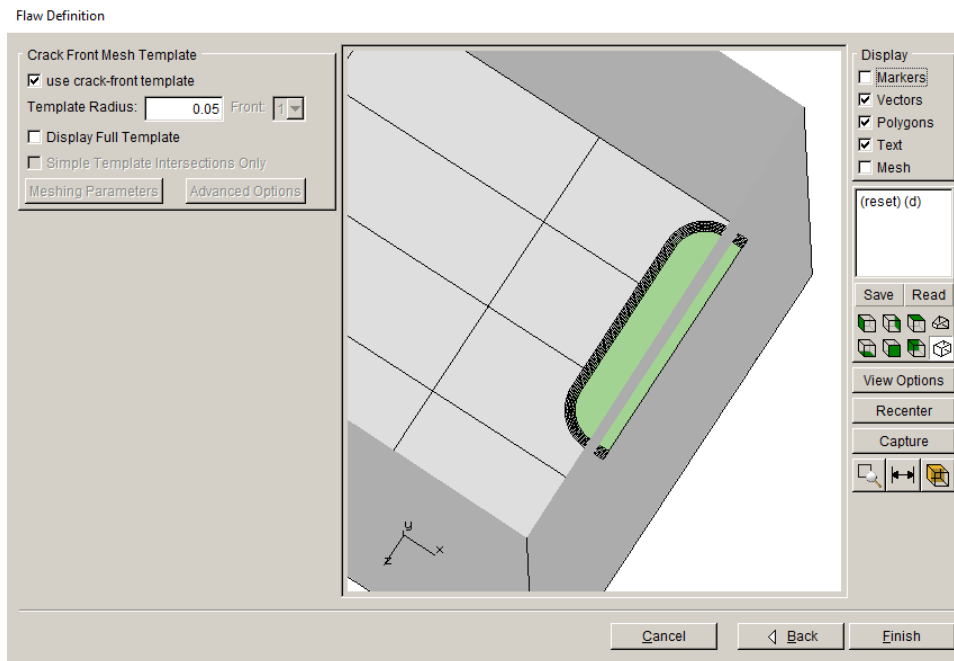 Flaw Definition
Crack Front Mesh Template
use crack-front template
Template Radius: 0.05 Front: 1
Display Full Template
Simple Template Intersections Only
Meshing Parameters Advanced Options
y
x
z
Display
Markers
Vectors
Polygons
Text
Mesh
(reset) (d)
Save Read
View Options
Recenter
Capture
Cancel Back Finish